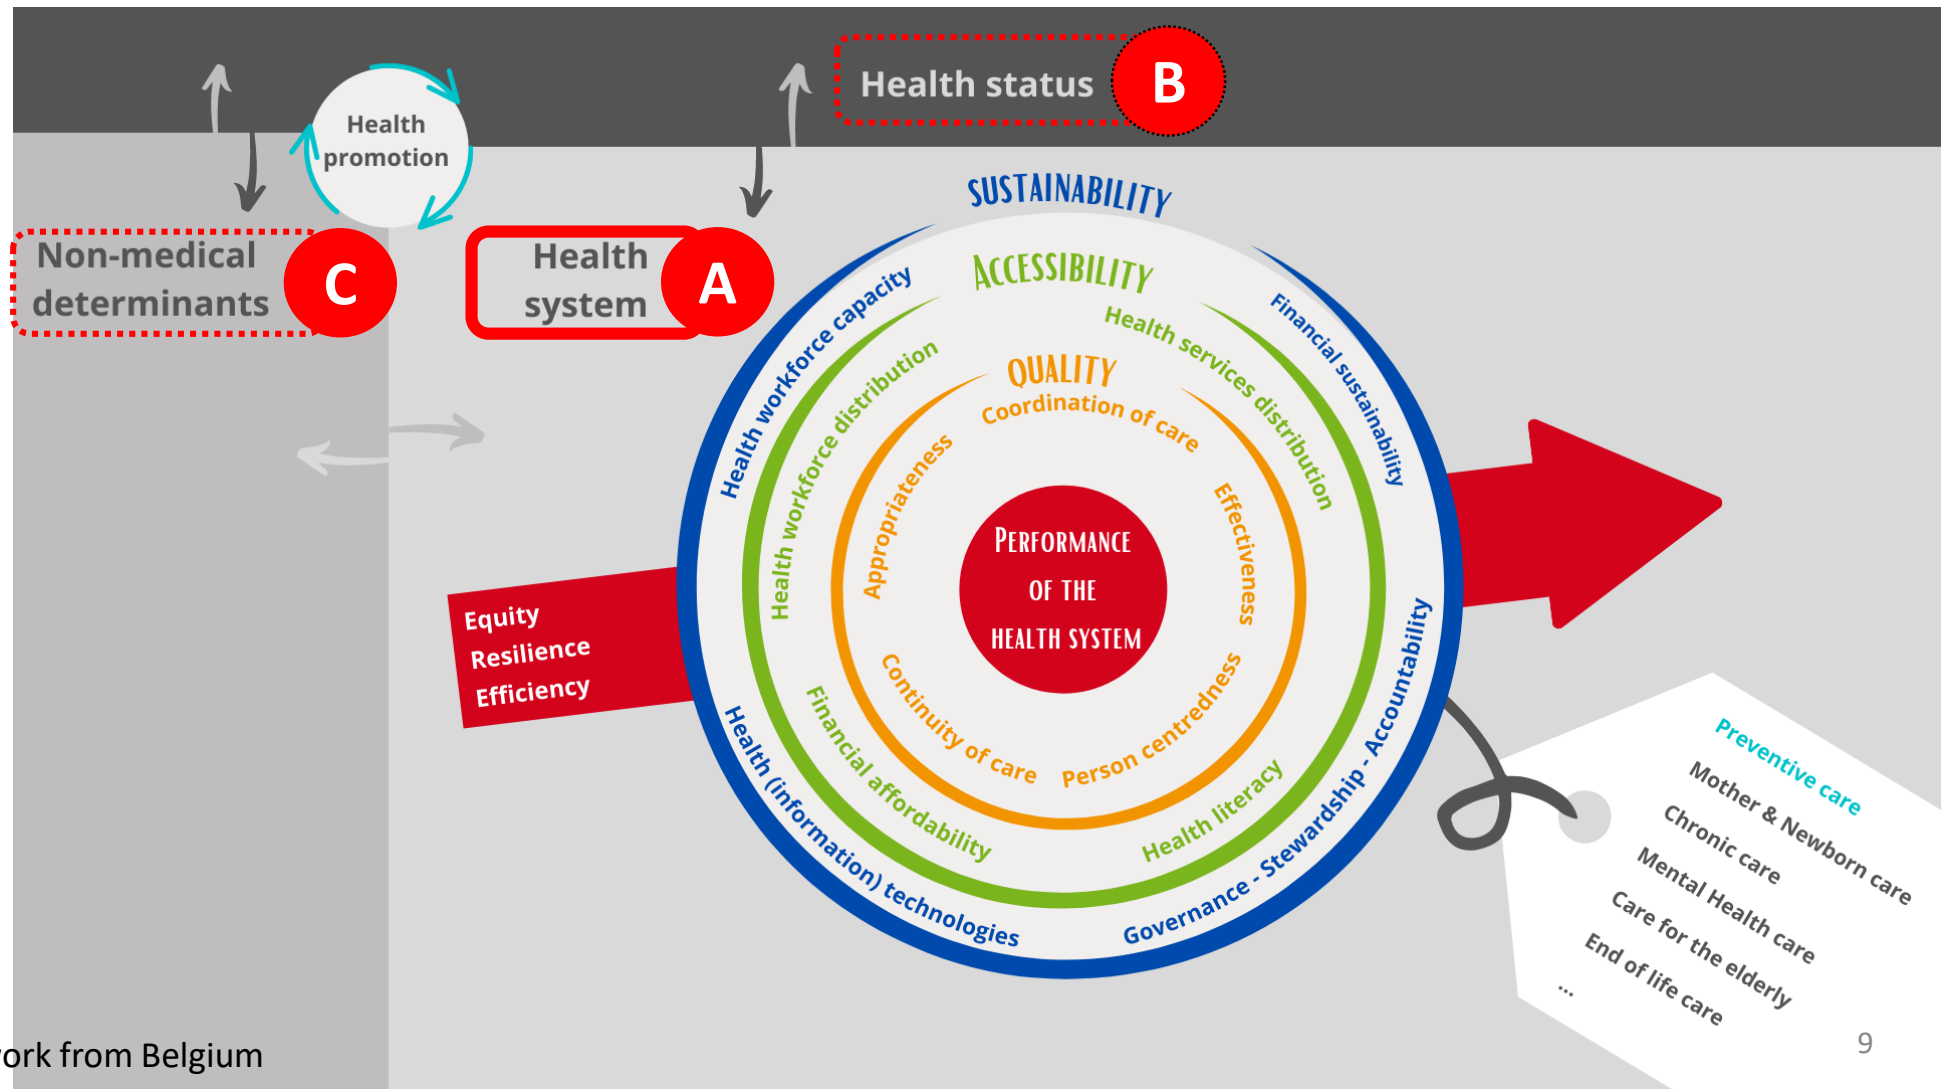 Health status
B
Health
promotion
Non-medical
determinants
C
Health
system
A
SUSTAINABILITY
Health workforce capacity
Financial sustainability
Health (information) technologies
Governance - Stewardship - Accountability
ACCESSIBILITY
Health workforce distribution
Health services distribution
Financial affordability
Health literacy
QUALITY
Coordination of care
Appropriateness
Effectiveness
Continuity of care
Person centredness
PERFORMANCE
OF THE
HEALTH SYSTEM
Equity
Resilience
Efficiency
Preventive care
Mother & Newborn care
Chronic care
Mental Health care
Care for the elderly
End of life care
...
from Belgium
9